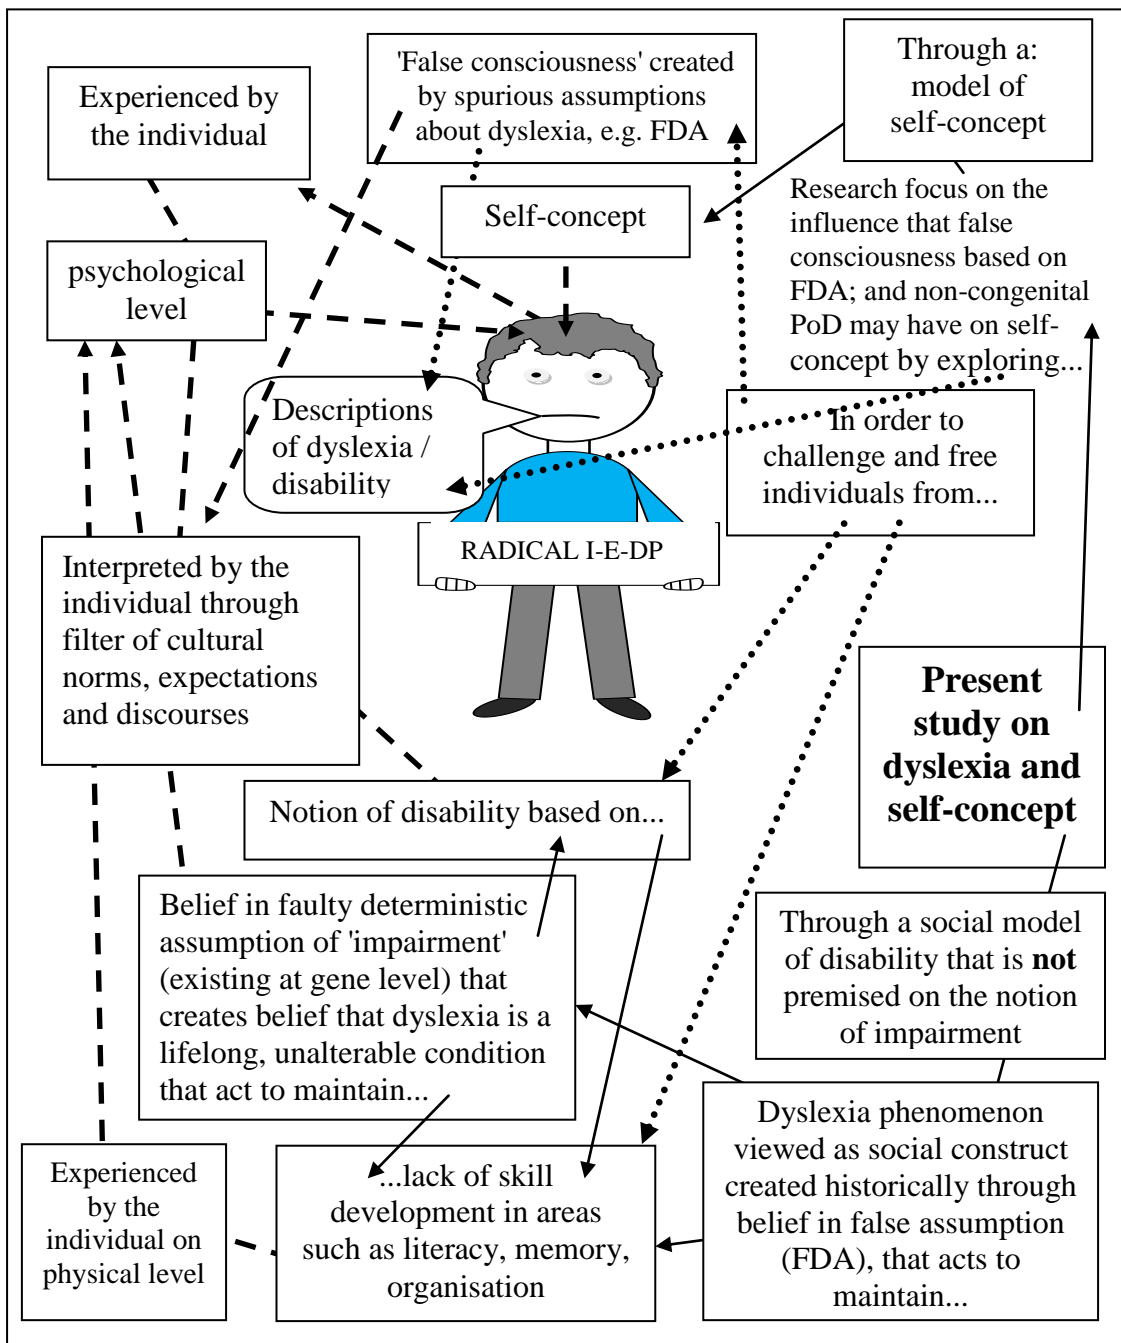 'False consciousness' created
by spurious assumptions
about dyslexia, e.g. FDA
Through a:
model of
self-concept
Experienced by
the individual
Self-concept
Research focus on the
influence that false
consciousness based on
FDA; and non-congenital
PoD may have on self-
concept by exploring...
psychological
level
Descriptions
of dyslexia /
disability
In order to
challenge and free
individuals from...
RADICAL I-E-DP
Interpreted by the
individual through
filter of cultural
norms, expectations
and discourses
Present
study on
dyslexia and
self-concept
Notion of disability based on...
Belief in faulty deterministic
assumption of 'impairment'
(existing at gene level) that
creates belief that dyslexia is a
lifelong, unalterable condition
that act to maintain...
Through a social model
of disability that is not
premised on the notion
of impairment
Experienced
by the
individual on
physical level
...lack of skill
development in areas
such as literacy, memory,
organisation
Dyslexia phenomenon
viewed as social construct
created historically through
belief in false assumption
(FDA), that acts to
maintain...